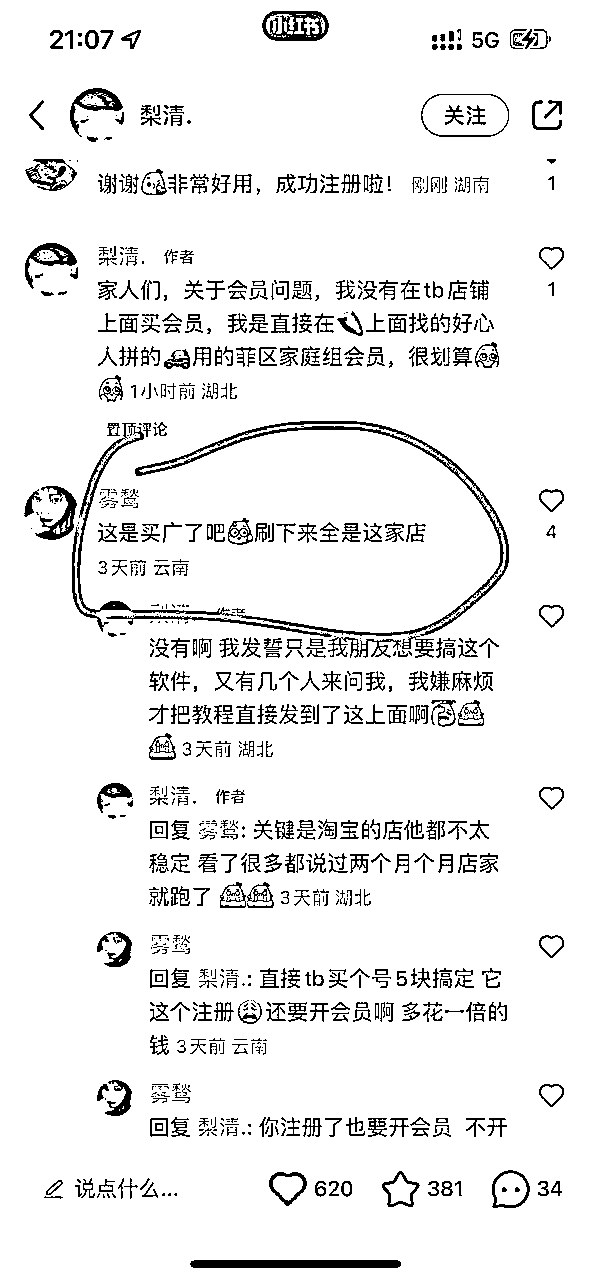 21:07
小红书
5G
梨清.
关注
谢谢非常好用，成功注册啦！ 刚刚 湖南
1
梨清. 作者
家人们，关于会员问题，我没有在tb店铺
上面买会员，我是直接在上面找的好心
人拼的用的菲区家庭组会员，很划算
1小时前 湖北
1
置顶评论
雾鹙
这是买广了吧刷下来全是这家店
3天前 云南
4
梨清. 作者
没有啊 我发誓只是我朋友想要搞这个
软件，又有几个人来问我，我嫌麻烦
才把教程直接发到了这上面啊
3天前 湖北
梨清. 作者
回复 雾鹙: 关键是淘宝的店他都不太
稳定 看了很多都说过两个月个月店家
就跑了 3天前 湖北
雾鹙
回复 梨清.: 直接tb买个号5块搞定 它
这个注册还要开会员啊 多花一倍的
钱 3天前 云南
雾鹙
回复 梨清.: 你注册了也要开会员 不开
说点什么...
620
381
34